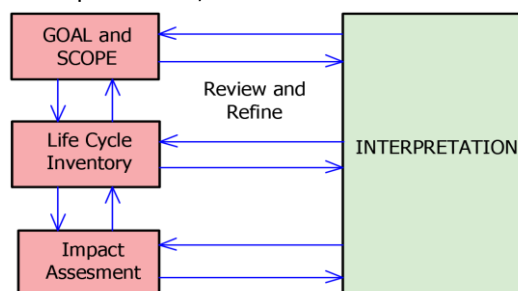 GOAL and
SCOPE
Review and
Refine
Life Cycle
Inventory
INTERPRETATION
Impact
Assesment